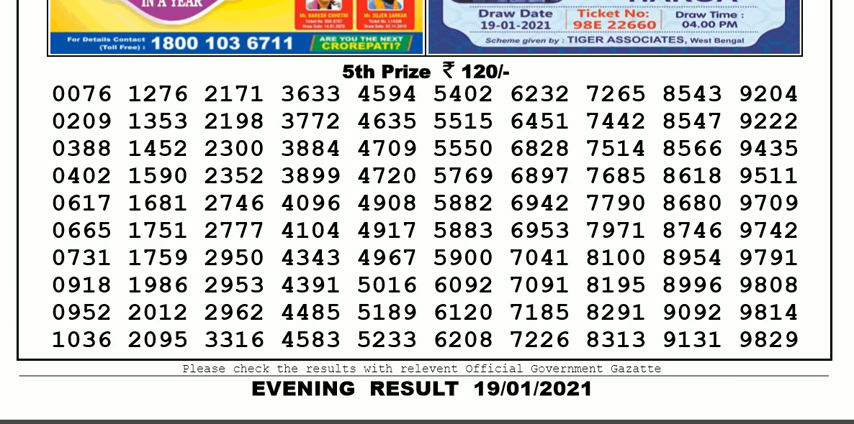 IN A YEAR
For Details Contact
(Toll Free) : 1800 103 6711
ARE YOU THE NEXT
CROREPATI?
Draw Date
19-01-2021
Ticket No:
98E 22660
Draw Time :
04.00 PM
Scheme given by : TIGER ASSOCIATES, West Bengal
5th Prize ₹ 120/-
0076 1276 2171 3633 4594 5402 6232 7265 8543 9204
0209 1353 2198 3772 4635 5515 6451 7442 8547 9222
0388 1452 2300 3884 4709 5550 6828 7514 8566 9435
0402 1590 2352 3899 4720 5769 6897 7685 8618 9511
0617 1681 2746 4096 4908 5882 6942 7790 8680 9709
0665 1751 2777 4104 4917 5883 6953 7971 8746 9742
0731 1759 2950 4343 4967 5900 7041 8100 8954 9791
0918 1986 2953 4391 5016 6092 7091 8195 8996 9808
0952 2012 2962 4485 5189 6120 7185 8291 9092 9814
1036 2095 3316 4583 5233 6208 7226 8313 9131 9829
Please check the results with relevent Official Government Gazatte
EVENING RESULT 19/01/2021